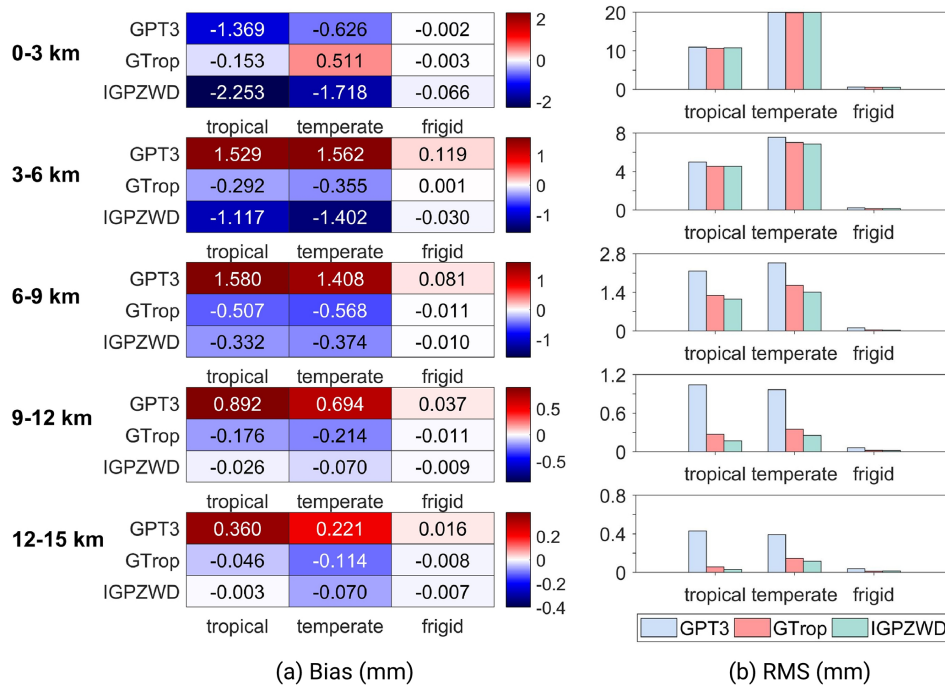 0-3 km
GPT3 -1.369 -0.626 -0.002
GTrop -0.153 0.511 -0.003
IGPZWD -2.253 -1.718 -0.066
tropical temperate frigid
2
0
-2
20
10
0
tropical temperate frigid
3-6 km
GPT3 1.529 1.562 0.119
GTrop -0.292 -0.355 0.001
IGPZWD -1.117 -1.402 -0.030
tropical temperate frigid
1
0
-1
8
4
0
tropical temperate frigid
6-9 km
GPT3 1.580 1.408 0.081
GTrop -0.507 -0.568 -0.011
IGPZWD -0.332 -0.374 -0.010
tropical temperate frigid
1
0
-1
2.8
1.4
0
tropical temperate frigid
9-12 km
GPT3 0.892 0.694 0.037
GTrop -0.176 -0.214 -0.011
IGPZWD -0.026 -0.070 -0.009
tropical temperate frigid
0.5
0
-0.5
1.2
0.6
0
tropical temperate frigid
12-15 km
GPT3 0.360 0.221 0.016
GTrop -0.046 -0.114 -0.008
IGPZWD -0.003 -0.070 -0.007
tropical temperate frigid
0.2
0
-0.2
-0.4
0.8
0.4
0
tropical temperate frigid
GPT3 GTrop IGPZWD
(a) Bias (mm)
(b) RMS (mm)